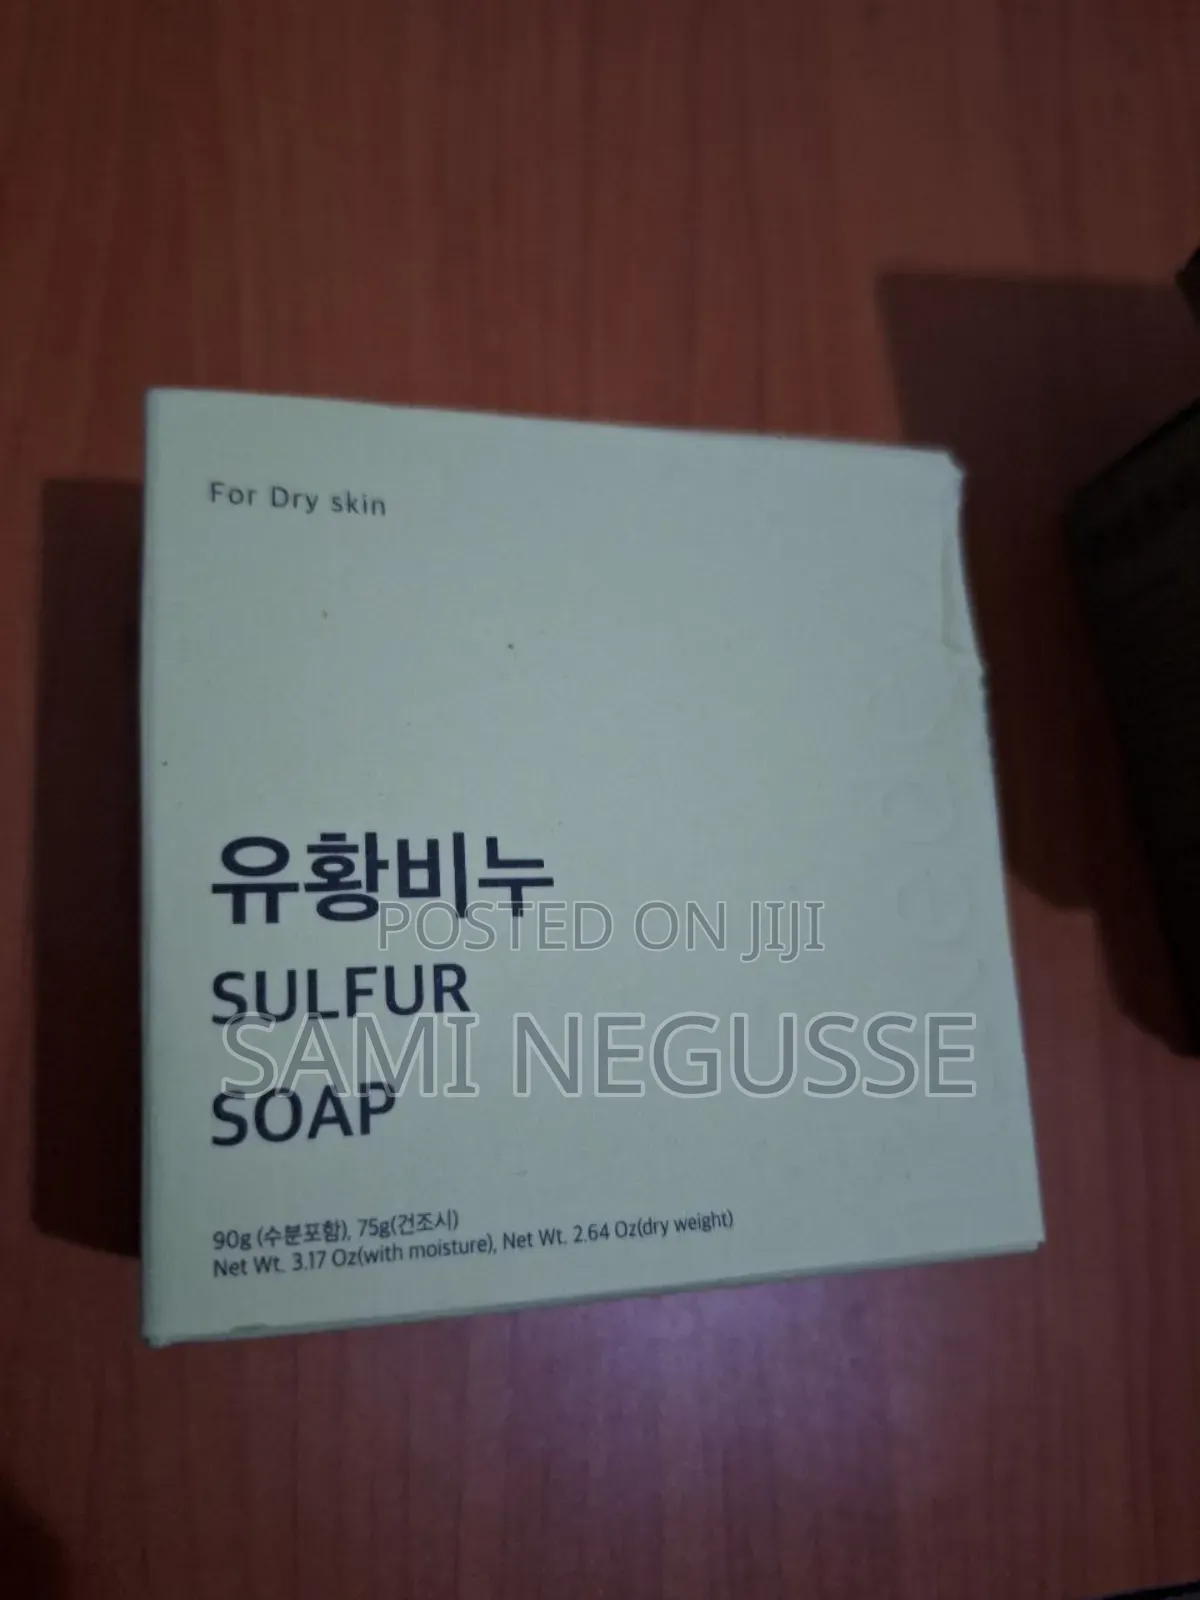 For Dry skin
유황비누
POSTED ON JIJI
SULFUR
SAMI NEGUSSE
SOAP
90g (수분포함), 75g(건조시)
Net Wt. 3.17 Oz(with moisture), Net Wt. 2.64 Oz(dry weight)